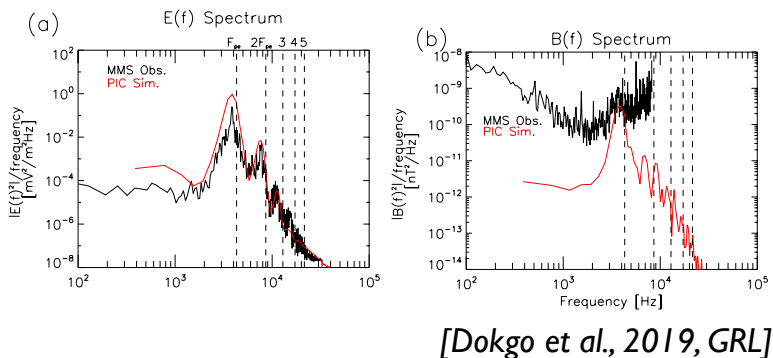 (a)
E(f) Spectrum
F_pe 2F_pe 3 4 5
MMS Obs.
PIC Sim.
|E(f)²|/frequency
[mV²/m²Hz]
10²
10⁰
10⁻²
10⁻⁴
10⁻⁶
10⁻⁸
10² 10³ 10⁴ 10⁵
(b)
B(f) Spectrum
MMS Obs.
PIC Sim.
|B(f)²|/frequency
[nT²/Hz]
10⁻⁸
10⁻⁹
10⁻¹⁰
10⁻¹¹
10⁻¹²
10⁻¹³
10⁻¹⁴
10² 10³ 10⁴ 10⁵
Frequency [Hz]
[Dokgo et al., 2019, GRL]